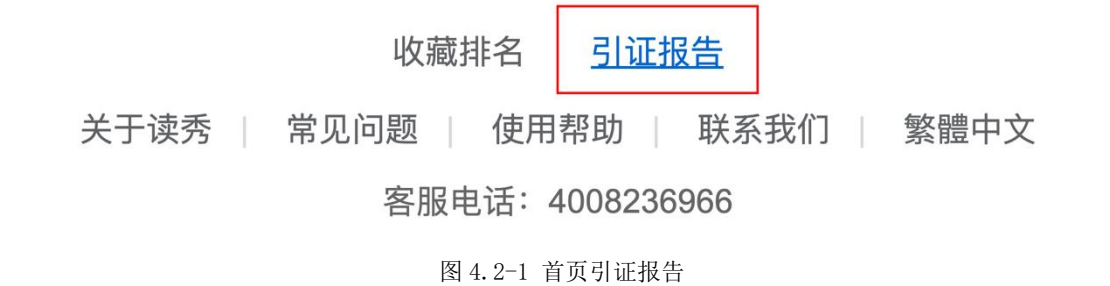 收藏排名 引证报告
关于读秀 | 常见问题 | 使用帮助 | 联系我们 | 繁體中文
客服电话：4008236966
图 4.2-1 首页引证报告